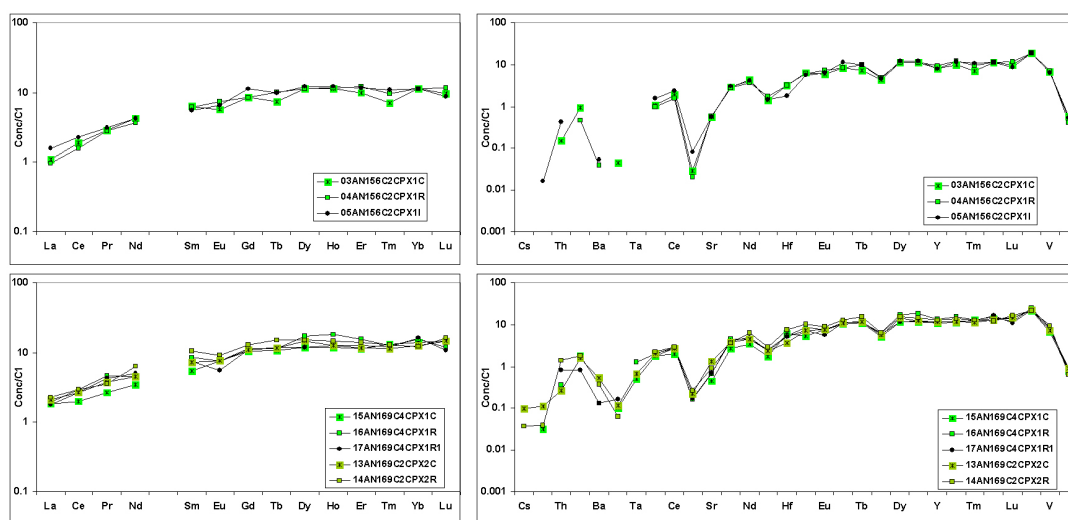 100
10
1
0.1
Conc/C1
La Ce Pr Nd Sm Eu Gd Tb Dy Ho Er Tm Yb Lu
03AN156C2CPX1C
04AN156C2CPX1R
05AN156C2CPX1I
100
10
1
0.1
0.01
0.001
Conc/C1
Cs Th Ba Ta Ce Sr Nd Hf Eu Tb Dy Y Tm Lu V
03AN156C2CPX1C
04AN156C2CPX1R
05AN156C2CPX1I
100
10
1
0.1
Conc/C1
La Ce Pr Nd Sm Eu Gd Tb Dy Ho Er Tm Yb Lu
15AN169C4CPX1C
16AN169C4CPX1R
17AN169C4CPX1R1
13AN169C2CPX2C
14AN169C2CPX2R
100
10
1
0.1
0.01
0.001
Conc/C1
Cs Th Ba Ta Ce Sr Nd Hf Eu Tb Dy Y Tm Lu V
15AN169C4CPX1C
16AN169C4CPX1R
17AN169C4CPX1R1
13AN169C2CPX2C
14AN169C2CPX2R